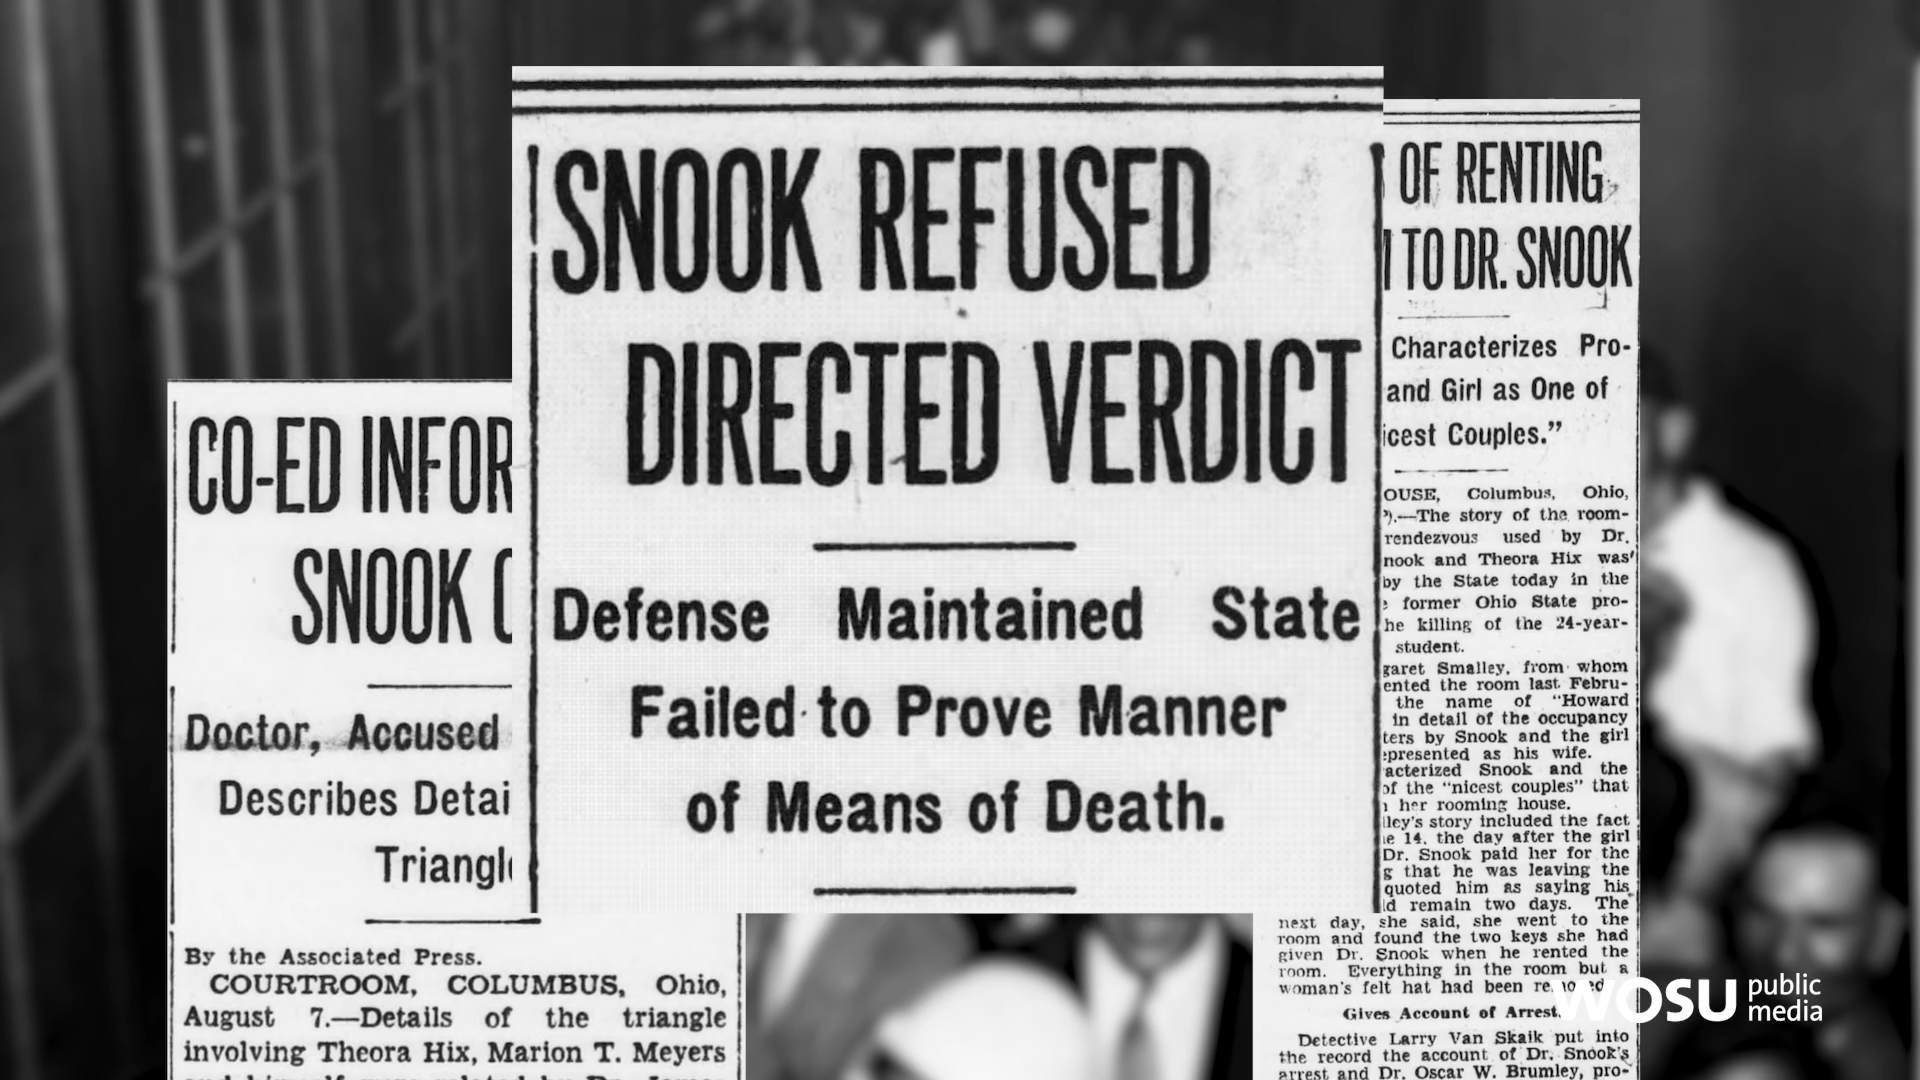 SNOOK REFUSED
DIRECTED VERDICT
Defense Maintained State
Failed to Prove Manner
of Means of Death.
CO-ED INFOR
SNOOK
Doctor, Accused
Describes Detai
Triangl
By the Associated Press.
COURTROOM, COLUMBUS, Ohio,
August 7.—Details of the triangle
involving Theora Hix, Marion T. Meyers
OF RENTING
TO DR. SNOOK
Characterizes Pro-
and Girl as One of
icest Couples.”
OUSE, Columbus, Ohio,
).—The story of the room-
rendezvous used by Dr.
nook and Theora Hix was
by the State today in the
former Ohio State pro-
he killing of the 24-year-
student.
garet Smalley, from whom
ented the room last Febru-
the name of “Howard
in detail of the occupancy
ters by Snook and the girl
epresented as his wife.
acterized Snook and the
of the “nicest couples” that
her rooming house.
lley's story included the fact
e 14, the day after the girl
Dr. Snook paid her for the
g that he was leaving the
quoted him as saying his
ld remain two days. The
next day, she said, she went to the
room and found the two keys she had
given Dr. Snook when he rented the
room. Everything in the room but a
woman's felt hat had been
Gives Account of Arrest.
Detective Larry Van Skaik put into
the record the account of Dr. Snook's
arrest and Dr. Oscar W. Brumley, pro-
WOSU public
media